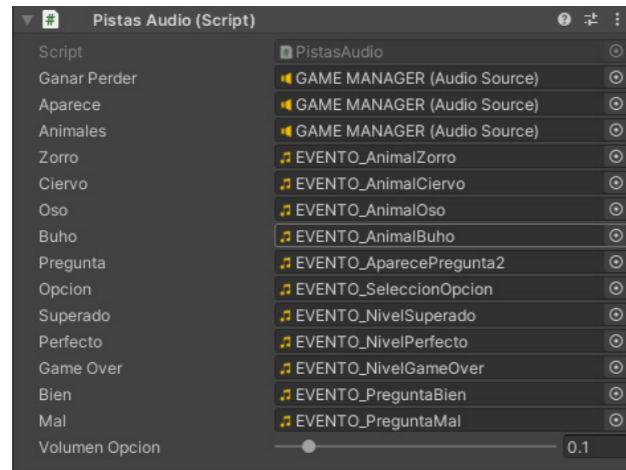 # Pistas Audio (Script)
Script PistasAudio
Ganar Perder GAME MANAGER (Audio Source)
Aparece GAME MANAGER (Audio Source)
Animales GAME MANAGER (Audio Source)
Zorro EVENTO_AnimalZorro
Ciervo EVENTO_AnimalCiervo
Oso EVENTO_AnimalOso
Buho EVENTO_AnimalBuho
Pregunta EVENTO_AparecePregunta2
Opcion EVENTO_SeleccionOpcion
Superado EVENTO_NivelSuperado
Perfecto EVENTO_NivelPerfecto
Game Over EVENTO_NivelGameOver
Bien EVENTO_PreguntaBien
Mal EVENTO_PreguntaMal
Volumen Opcion 0.1